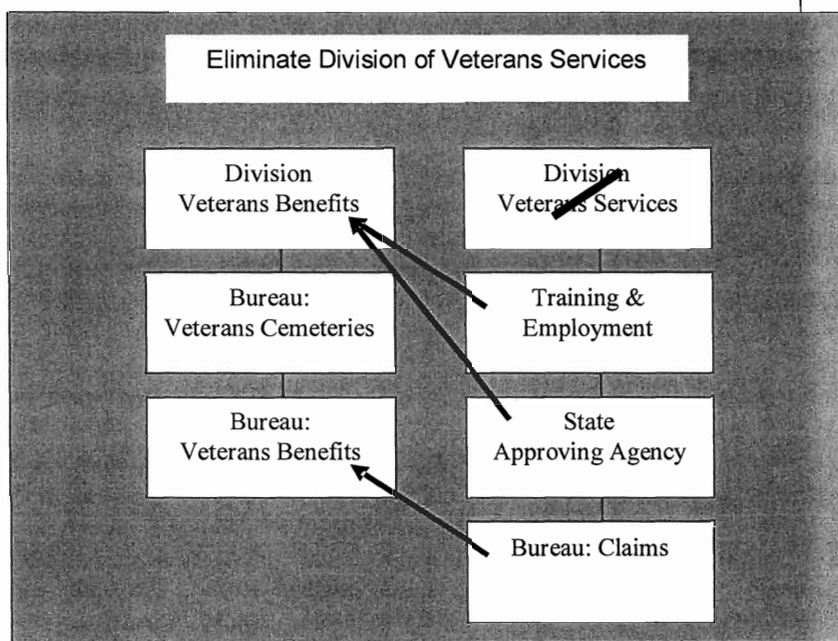 Eliminate Division of Veterans Services
Division
Veterans Benefits
Division
Veterans Services
Bureau:
Veterans Cemeteries
Training &
Employment
Bureau:
Veterans Benefits
State
Approving Agency
Bureau: Claims